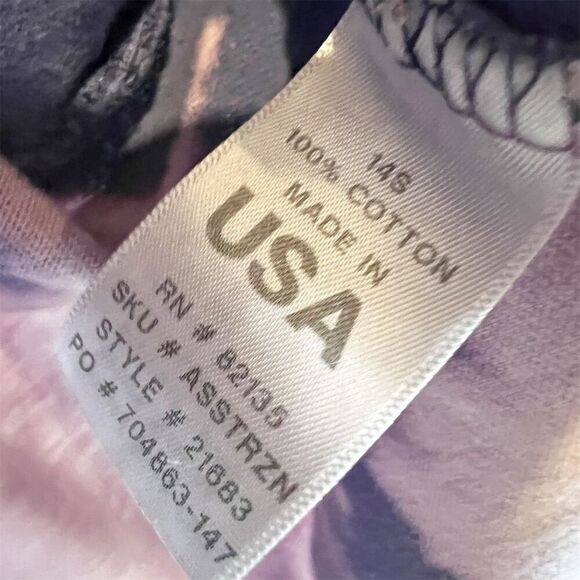 14S
100% COTTON
MADE IN
USA
RN # 82135
SKU # ASSTRZN
STYLE # 21683
PO # 704863-147